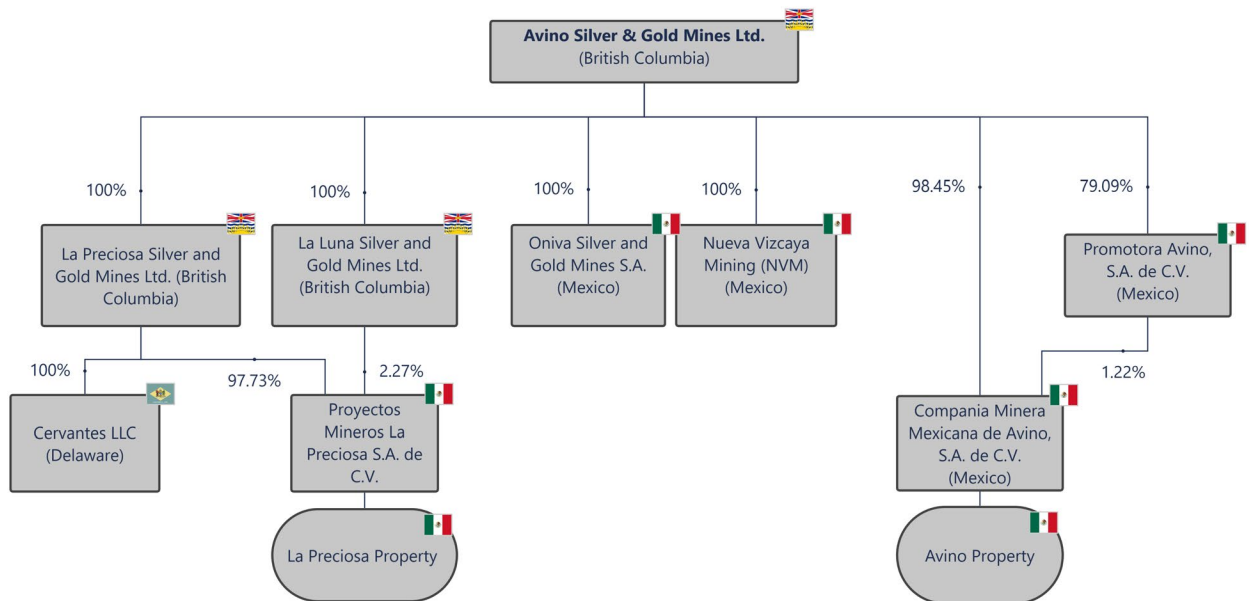 Avino Silver & Gold Mines Ltd.
(British Columbia)
100%
100%
100%
100%
98.45%
79.09%
La Preciosa Silver and
Gold Mines Ltd. (British
Columbia)
La Luna Silver and
Gold Mines Ltd.
(British Columbia)
Oniva Silver and
Gold Mines S.A.
(Mexico)
Nueva Vizcaya
Mining (NVM)
(Mexico)
Promotora Avino,
S.A. de C.V.
(Mexico)
100%
97.73%
2.27%
1.22%
Cervantes LLC
(Delaware)
Proyectos
Mineros La
Preciosa S.A. de
C.V.
Compania Minera
Mexicana de Avino,
S.A. de C.V.
(Mexico)
La Preciosa Property
Avino Property